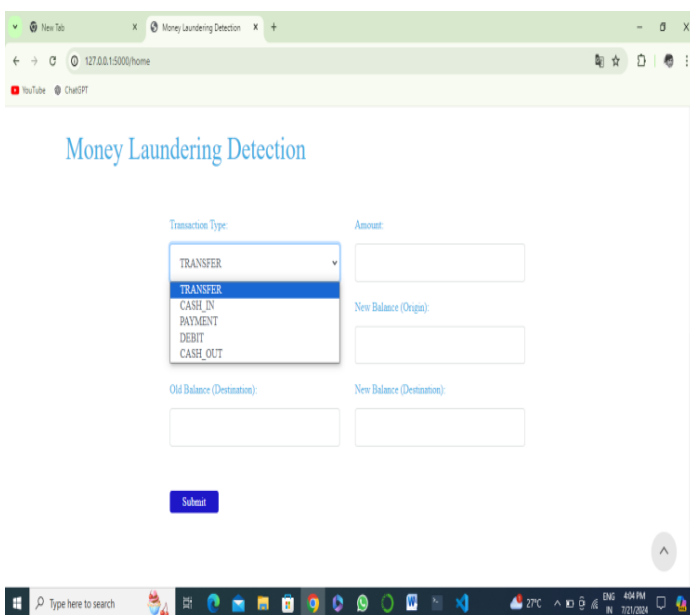 New Tab
Money Laundering Detection
127.0.0.1:5000/home
YouTube ChatGPT
Money Laundering Detection
Transaction Type: Amount:
TRANSFER
TRANSFER
CASH_IN
PAYMENT
DEBIT
CASH_OUT
New Balance (Origin):
Old Balance (Destination): New Balance (Destination):
Submit
Type here to search
27°C
ENG 4:04 PM
IN 7/21/2024